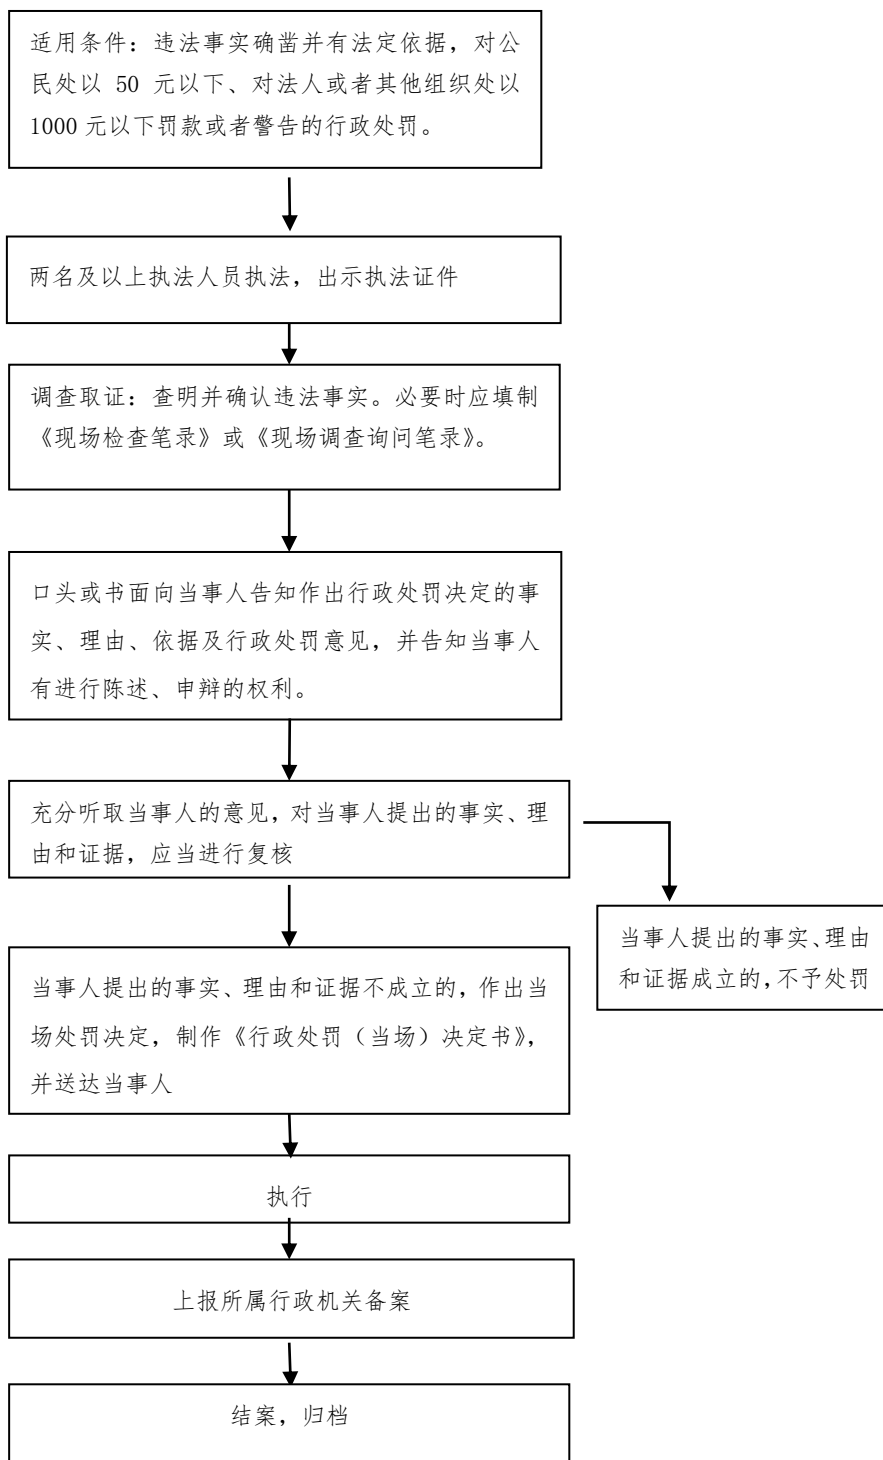 适用条件：违法事实确凿并有法定依据，对公
民处以 50 元以下、对法人或者其他组织处以
1000 元以下罚款或者警告的行政处罚。
两名及以上执法人员执法，出示执法证件
调查取证：查明并确认违法事实。必要时应填制
《现场检查笔录》或《现场调查询问笔录》。
口头或书面向当事人告知作出行政处罚决定的事
实、理由、依据及行政处罚意见，并告知当事人
有进行陈述、申辩的权利。
充分听取当事人的意见，对当事人提出的事实、理
由和证据，应当进行复核
当事人提出的事实、理由
和证据成立的，不予处罚
当事人提出的事实、理由和证据不成立的，作出当
场处罚决定，制作《行政处罚（当场）决定书》，
并送达当事人
执行
上报所属行政机关备案
结案，归档